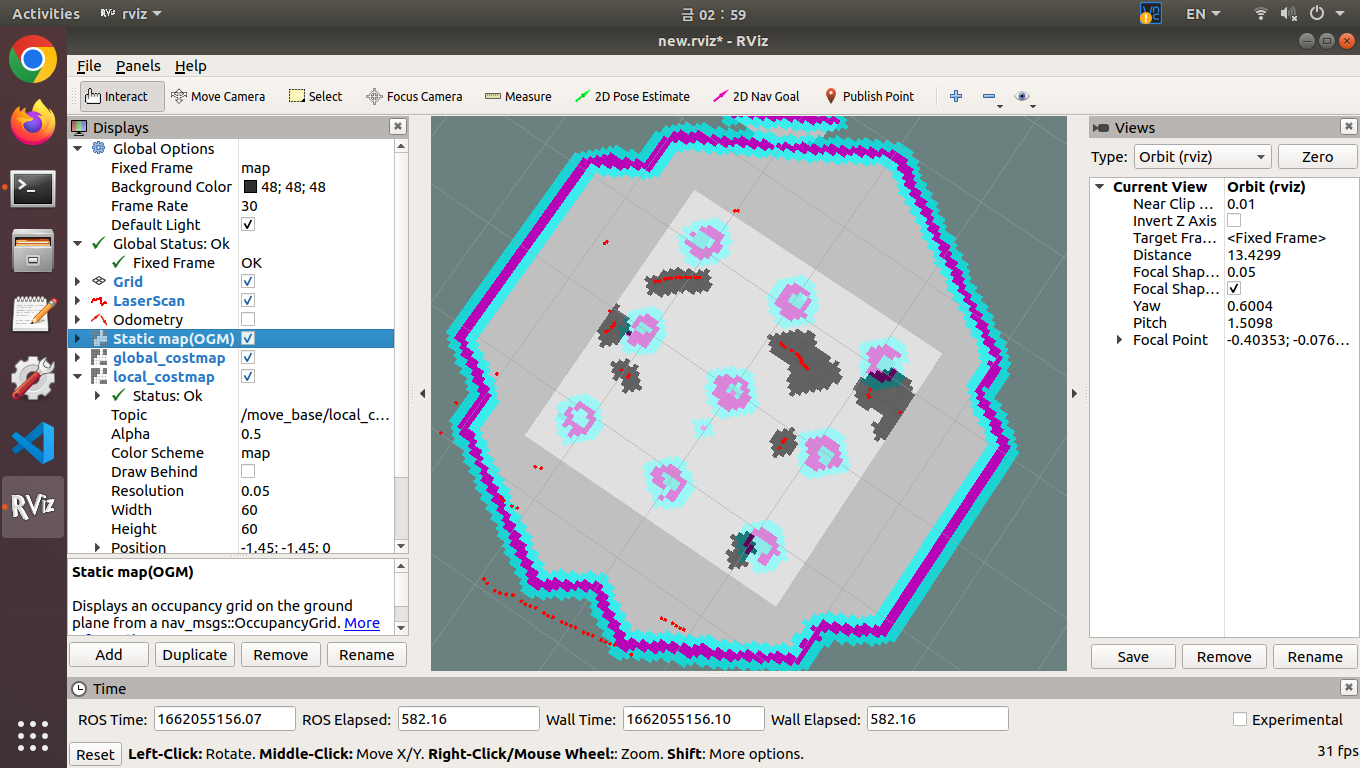 Activities
rviz
금 02 : 59
EN
new.rviz* - RViz
File Panels Help
Interact Move Camera Select Focus Camera Measure 2D Pose Estimate 2D Nav Goal Publish Point
Displays
Global Options
Fixed Frame map
Background Color 48; 48; 48
Frame Rate 30
Default Light
Global Status: Ok
Fixed Frame OK
Grid
LaserScan
Odometry
Static map(OGM)
global_costmap
local_costmap
Status: Ok
Topic /move_base/local_c...
Alpha 0.5
Color Scheme map
Draw Behind
Resolution 0.05
Width 60
Height 60
Position -1.45; -1.45; 0
Static map(OGM)
Displays an occupancy grid on the ground
plane from a nav_msgs::OccupancyGrid. More
Add Duplicate Remove Rename
Views
Type: Orbit (rviz) Zero
Current View Orbit (rviz)
Near Clip ... 0.01
Invert Z Axis
Target Fra... <Fixed Frame>
Distance 13.4299
Focal Shap... 0.05
Focal Shap...
Yaw 0.6004
Pitch 1.5098
Focal Point -0.40353; -0.076...
Save Remove Rename
Time
ROS Time: 1662055156.07 ROS Elapsed: 582.16 Wall Time: 1662055156.10 Wall Elapsed: 582.16 Experimental
Reset Left-Click: Rotate. Middle-Click: Move X/Y. Right-Click/Mouse Wheel:: Zoom. Shift: More options. 31 fps
RViz